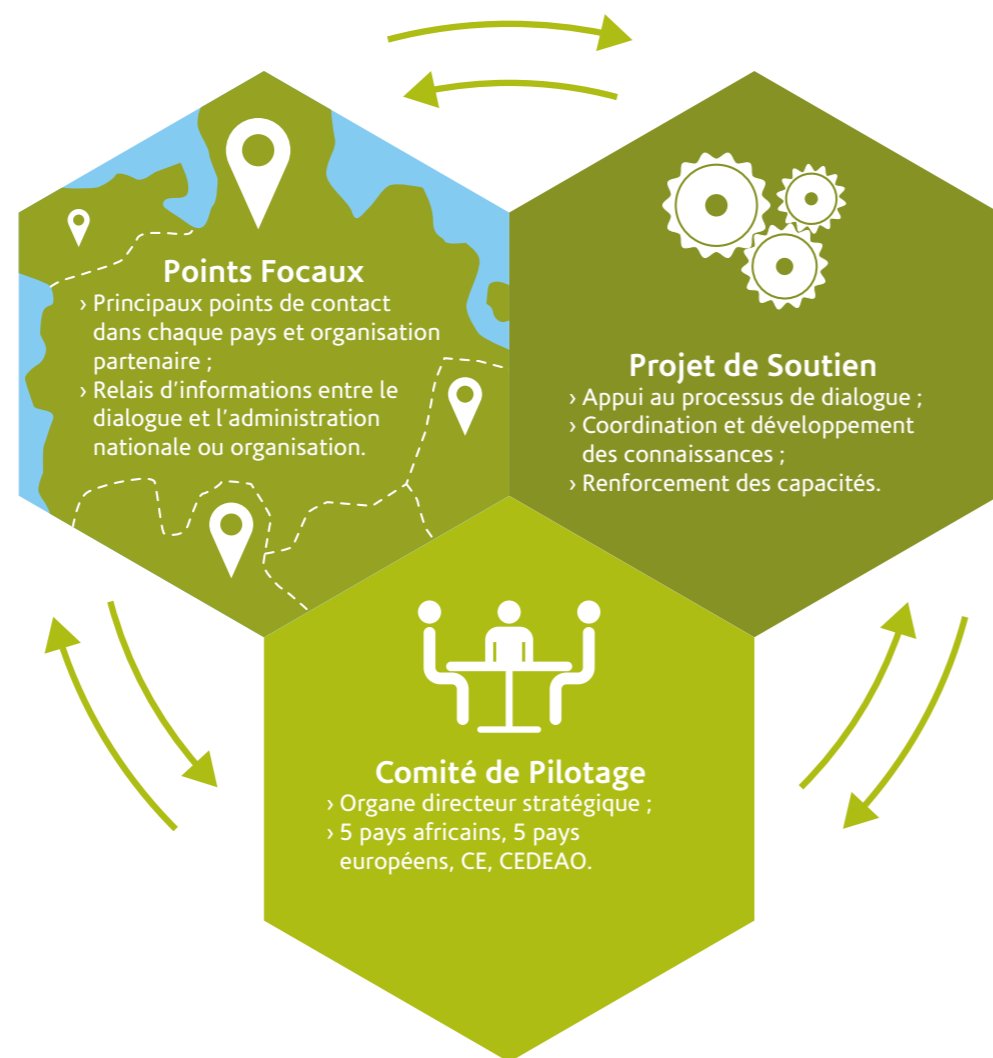 Points Focaux
› Principaux points de contact
dans chaque pays et organisation
partenaire ;
› Relais d’informations entre le
dialogue et l’administration
nationale ou organisation.
Projet de Soutien
› Appui au processus de dialogue ;
› Coordination et développement
des connaissances ;
› Renforcement des capacités.
Comité de Pilotage
› Organe directeur stratégique ;
› 5 pays africains, 5 pays
européens, CE, CEDEAO.